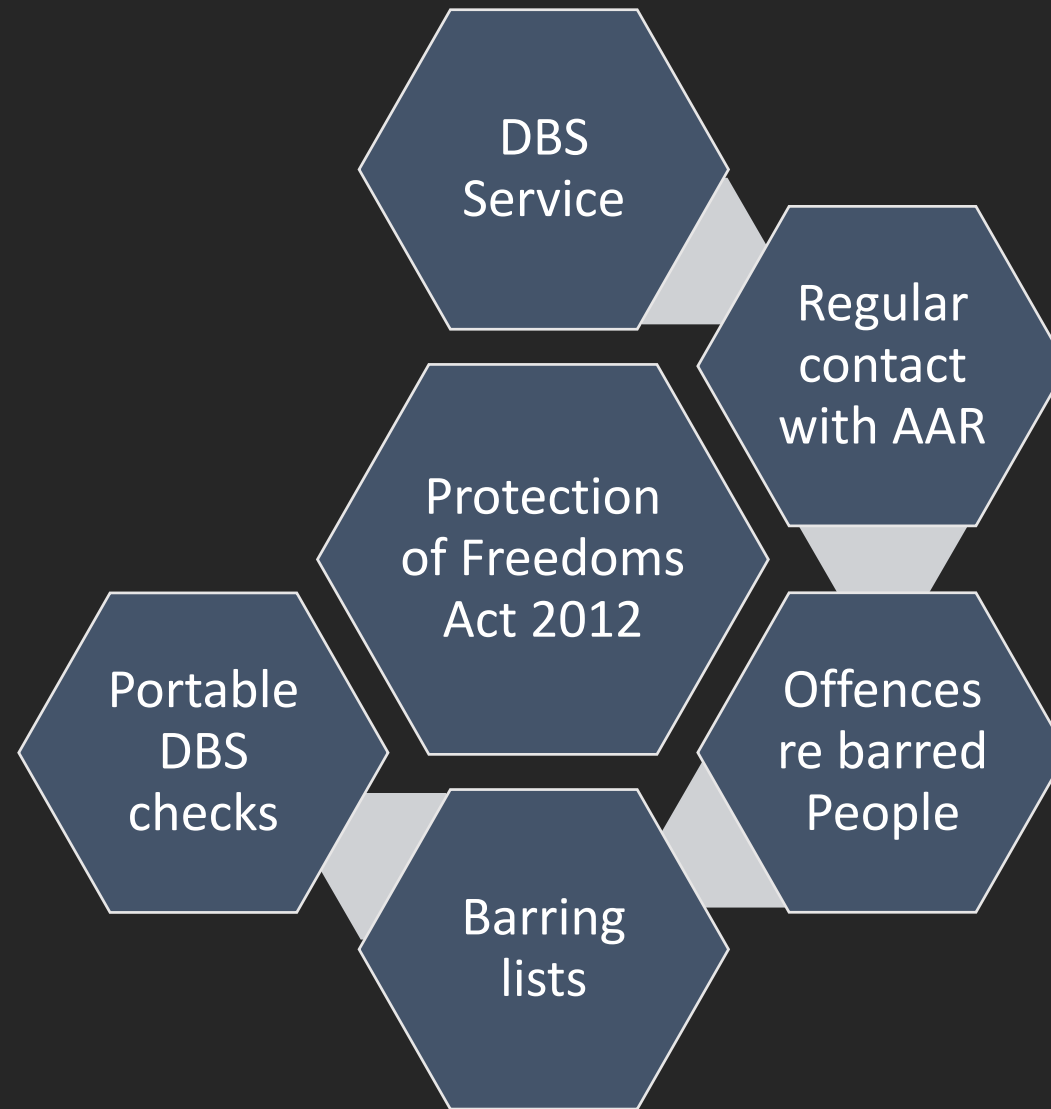 DBS
Service
Regular
contact
with AAR
Protection
of Freedoms
Act 2012
Offences
re barred
People
Barring
lists
Portable
DBS
checks